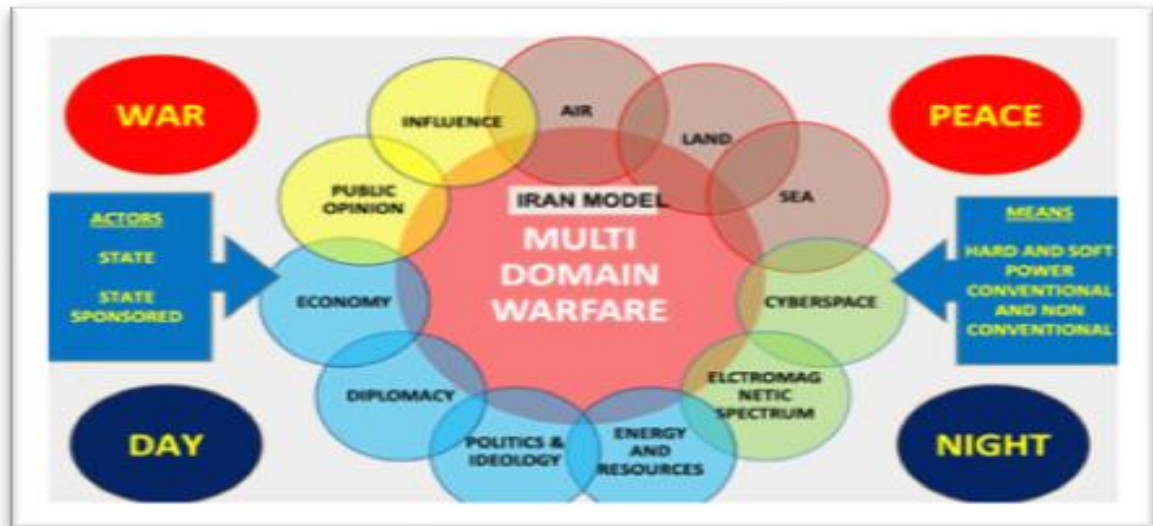 WAR
PEACE
INFLUENCE
AIR
LAND
SEA
PUBLIC
OPINION
IRAN MODEL
MULTI
DOMAIN
WARFARE
ACTORS
STATE
STATE
SPONSORED
MEANS
HARD AND SOFT
POWER
CONVENTIONAL
AND NON
CONVENTIONAL
ECONOMY
CYBERSPACE
DIPLOMACY
ELCTROMAG
NETIC
SPECTRUM
POLITICS &
IDEOLOGY
ENERGY
AND
RESOURCES
DAY
NIGHT